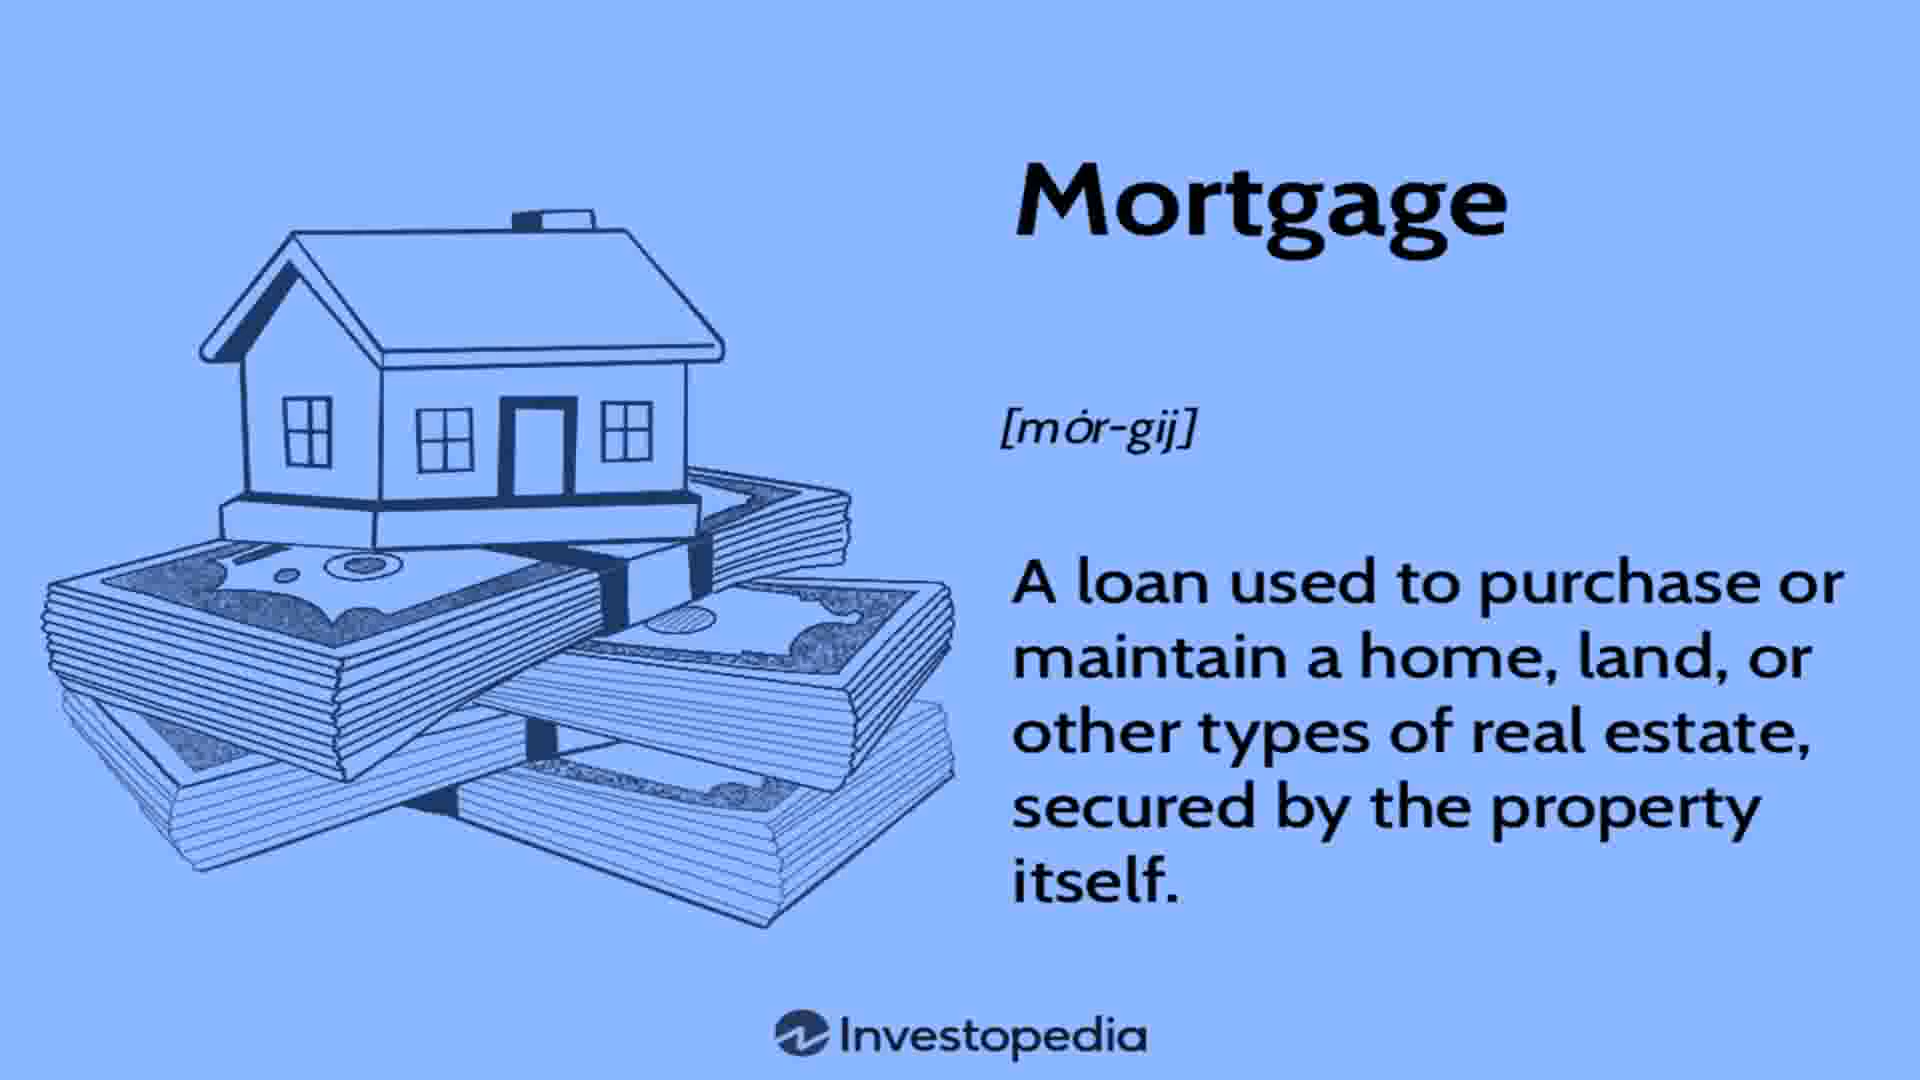 Mortgage
[mȯr-gij]
A loan used to purchase or
maintain a home, land, or
other types of real estate,
secured by the property
itself.
Investopedia